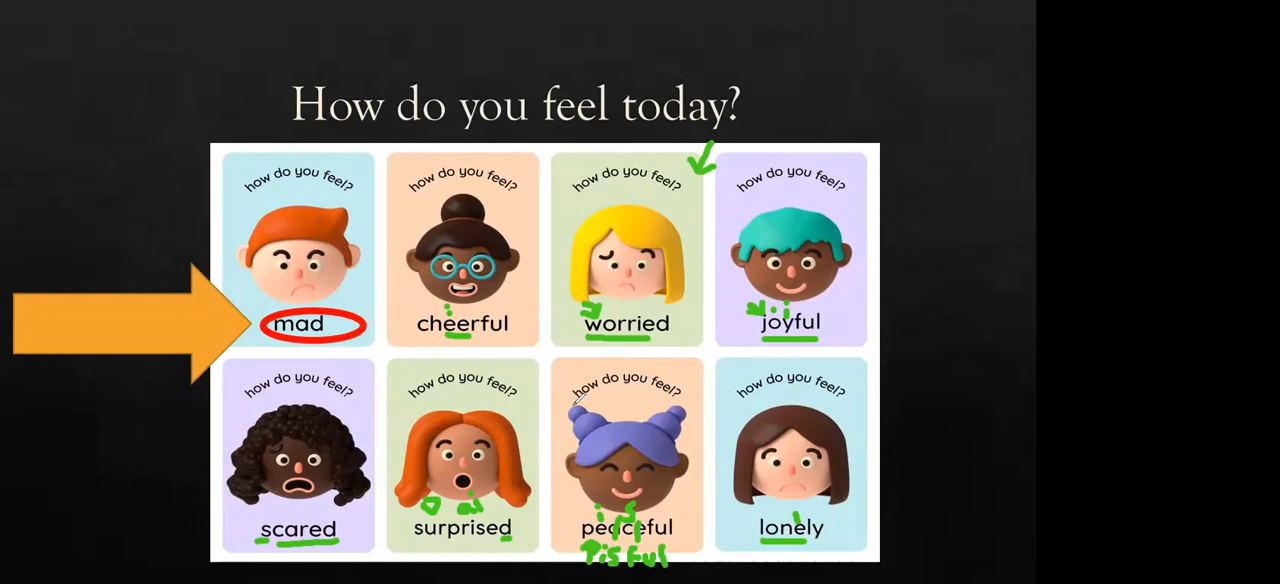 How do you feel today?
how do you feel? how do you feel? how do you feel? how do you feel?
mad cheerful worried joyful
how do you feel? how do you feel? how do you feel? how do you feel?
scared surprised peaceful lonely
Pisful